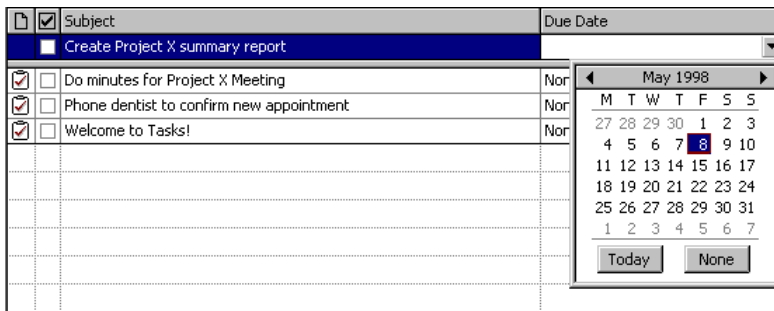 Subject Due Date
Create Project X summary report
Do minutes for Project X Meeting
Phone dentist to confirm new appointment
Welcome to Tasks!
May 1998
M T W T F S S
27 28 29 30 1 2 3
4 5 6 7 8 9 10
11 12 13 14 15 16 17
18 19 20 21 22 23 24
25 26 27 28 29 30 31
1 2 3 4 5 6 7
Today None